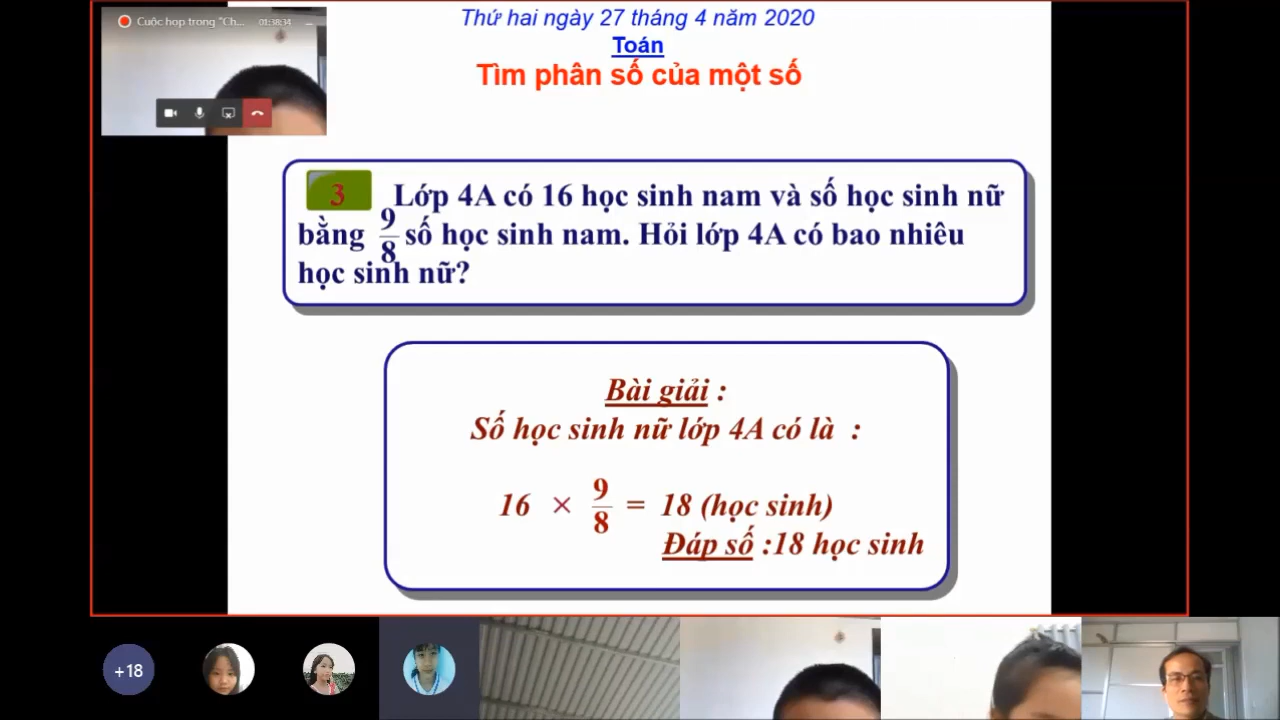 Cuộc họp trong "Ch... 01:38:34
Thứ hai ngày 27 tháng 4 năm 2020
Toán
Tìm phân số của một số
3 Lớp 4A có 16 học sinh nam và số học sinh nữ
bằng 9/8 số học sinh nam. Hỏi lớp 4A có bao nhiêu
học sinh nữ?
Bài giải :
Số học sinh nữ lớp 4A có là :
16 × 9/8 = 18 (học sinh)
Đáp số :18 học sinh
+18